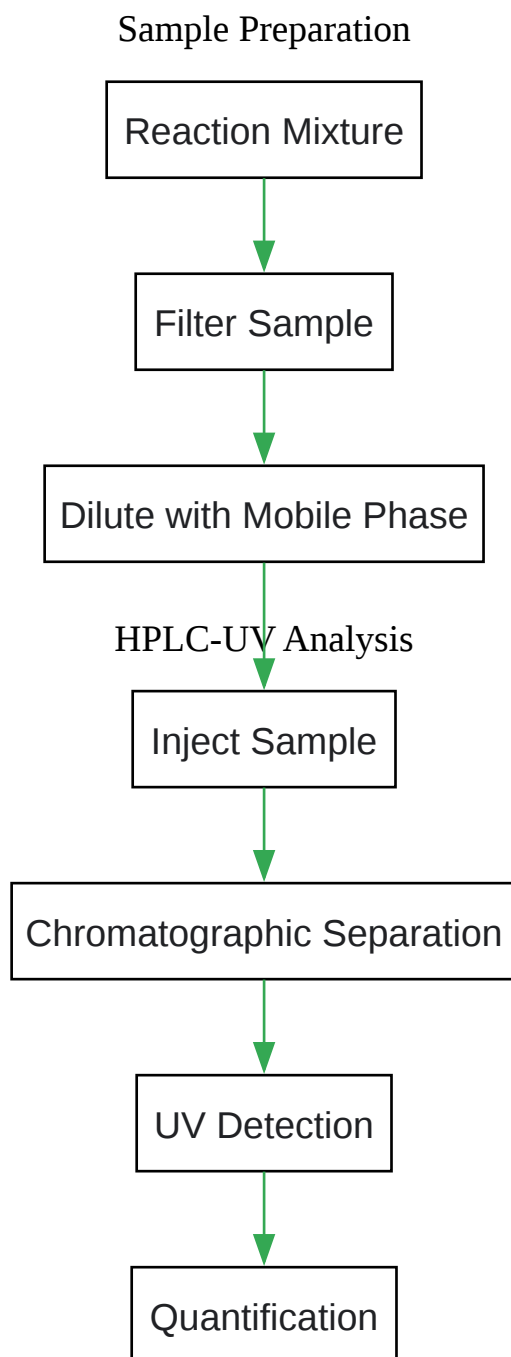 Sample Preparation
Reaction Mixture
Filter Sample
Dilute with Mobile Phase
HPLC-UV Analysis
Inject Sample
Chromatographic Separation
UV Detection
Quantification